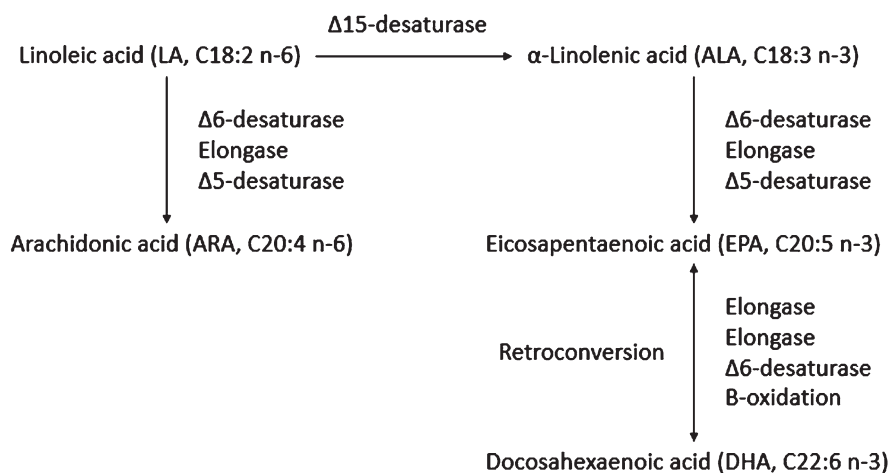 Δ15-desaturase
Linoleic acid (LA, C18:2 n-6)
α-Linolenic acid (ALA, C18:3 n-3)
Δ6-desaturase
Elongase
Δ5-desaturase
Δ6-desaturase
Elongase
Δ5-desaturase
Arachidonic acid (ARA, C20:4 n-6)
Eicosapentaenoic acid (EPA, C20:5 n-3)
Retroconversion
Elongase
Elongase
Δ6-desaturase
B-oxidation
Docosahexaenoic acid (DHA, C22:6 n-3)